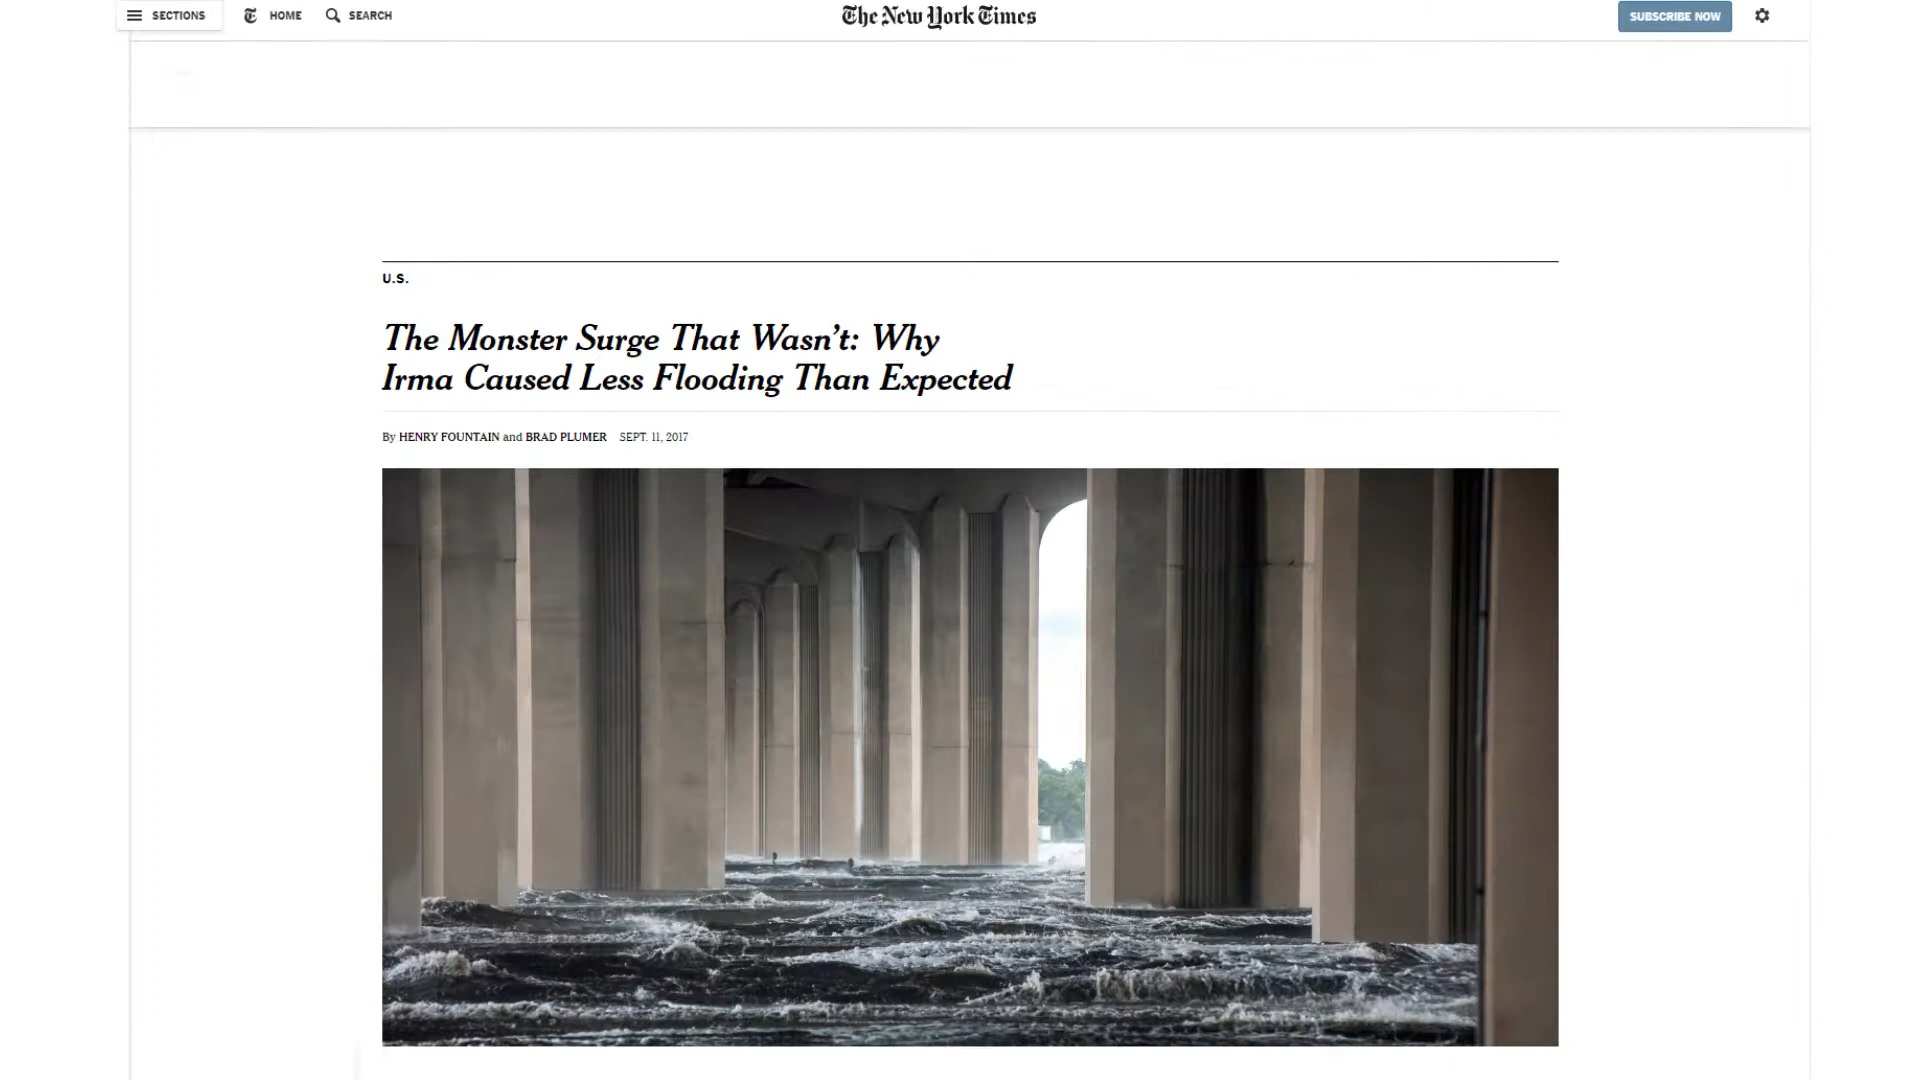 SECTIONS HOME SEARCH The New York Times SUBSCRIBE NOW
U.S.
The Monster Surge That Wasn't: Why
Irma Caused Less Flooding Than Expected
By HENRY FOUNTAIN and BRAD PLUMER SEPT. 11, 2017